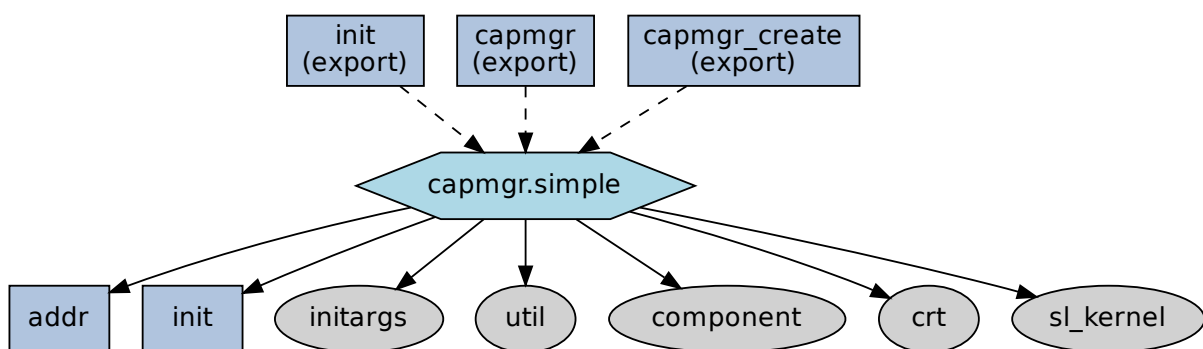 init
(export)
capmgr
(export)
capmgr_create
(export)
capmgr.simple
addr
init
initargs
util
component
crt
sl_kernel